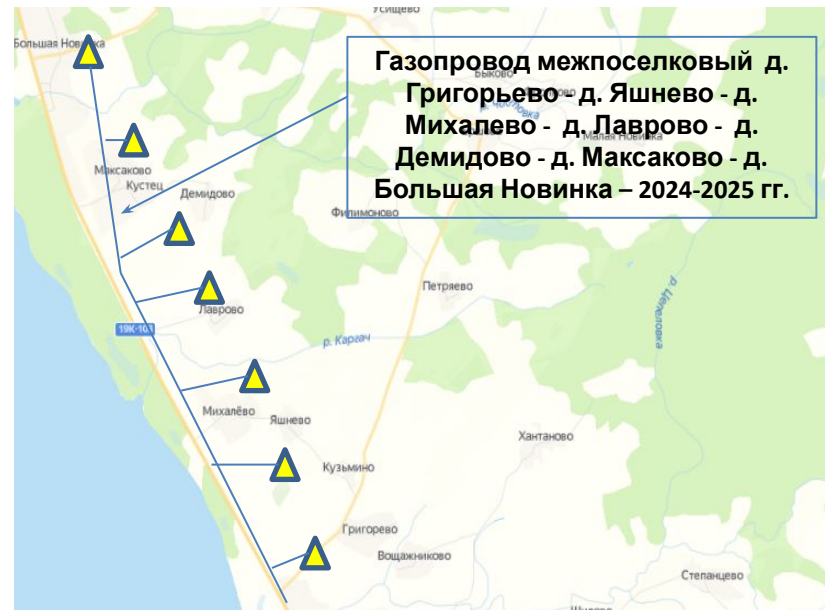 Усищево
Большая Новинка
Газопровод межпоселковый д.
Григорьево - д. Яшнево - д.
Михалево - д. Лаврово - д.
Демидово - д. Максаково - д.
Большая Новинка – 2024-2025 гг.
Быково
Малая Новинка
Максаково
Кустец
Демидово
Филимоново
Петряево
р. Цепеловка
Лаврово
19К-103
р. Каргач
Михалёво
Яшнево
Хантаново
Кузьмино
Григорево
Вощажниково
Степанцево